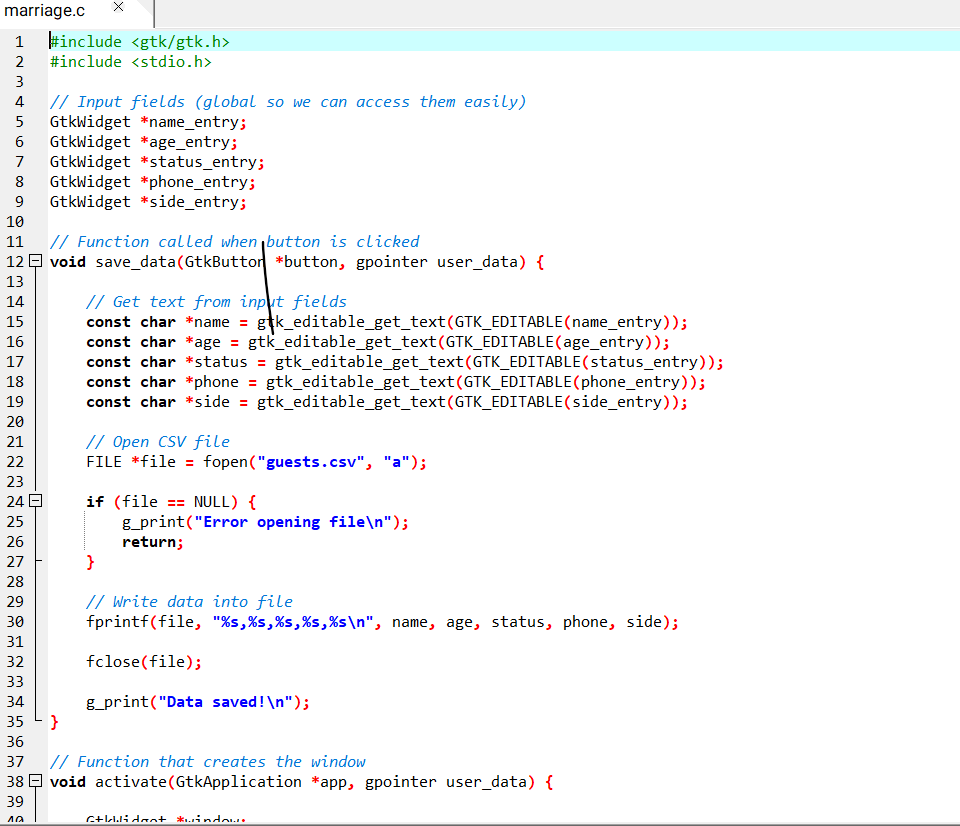 marriage.c ×
1 #include <gtk/gtk.h>
2 #include <stdio.h>
3
4 // Input fields (global so we can access them easily)
5 GtkWidget *name_entry;
6 GtkWidget *age_entry;
7 GtkWidget *status_entry;
8 GtkWidget *phone_entry;
9 GtkWidget *side_entry;
10
11 // Function called when button is clicked
12 void save_data(GtkButton *button, gpointer user_data) {
13
14     // Get text from input fields
15     const char *name = gtk_editable_get_text(GTK_EDITABLE(name_entry));
16     const char *age = gtk_editable_get_text(GTK_EDITABLE(age_entry));
17     const char *status = gtk_editable_get_text(GTK_EDITABLE(status_entry));
18     const char *phone = gtk_editable_get_text(GTK_EDITABLE(phone_entry));
19     const char *side = gtk_editable_get_text(GTK_EDITABLE(side_entry));
20
21     // Open CSV file
22     FILE *file = fopen("guests.csv", "a");
23
24     if (file == NULL) {
25         g_print("Error opening file\n");
26         return;
27     }
28
29     // Write data into file
30     fprintf(file, "%s,%s,%s,%s,%s\n", name, age, status, phone, side);
31
32     fclose(file);
33
34     g_print("Data saved!\n");
35 }
36
37 // Function that creates the window
38 void activate(GtkApplication *app, gpointer user_data) {
39
40     GtkWidget *window;